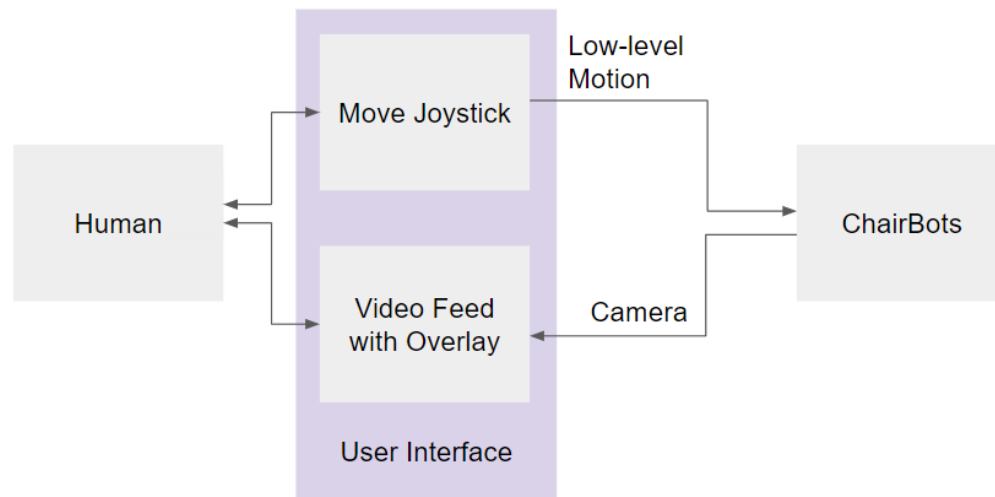 Low-level
Motion
Move Joystick
Human
ChairBots
Video Feed
with Overlay
Camera
User Interface